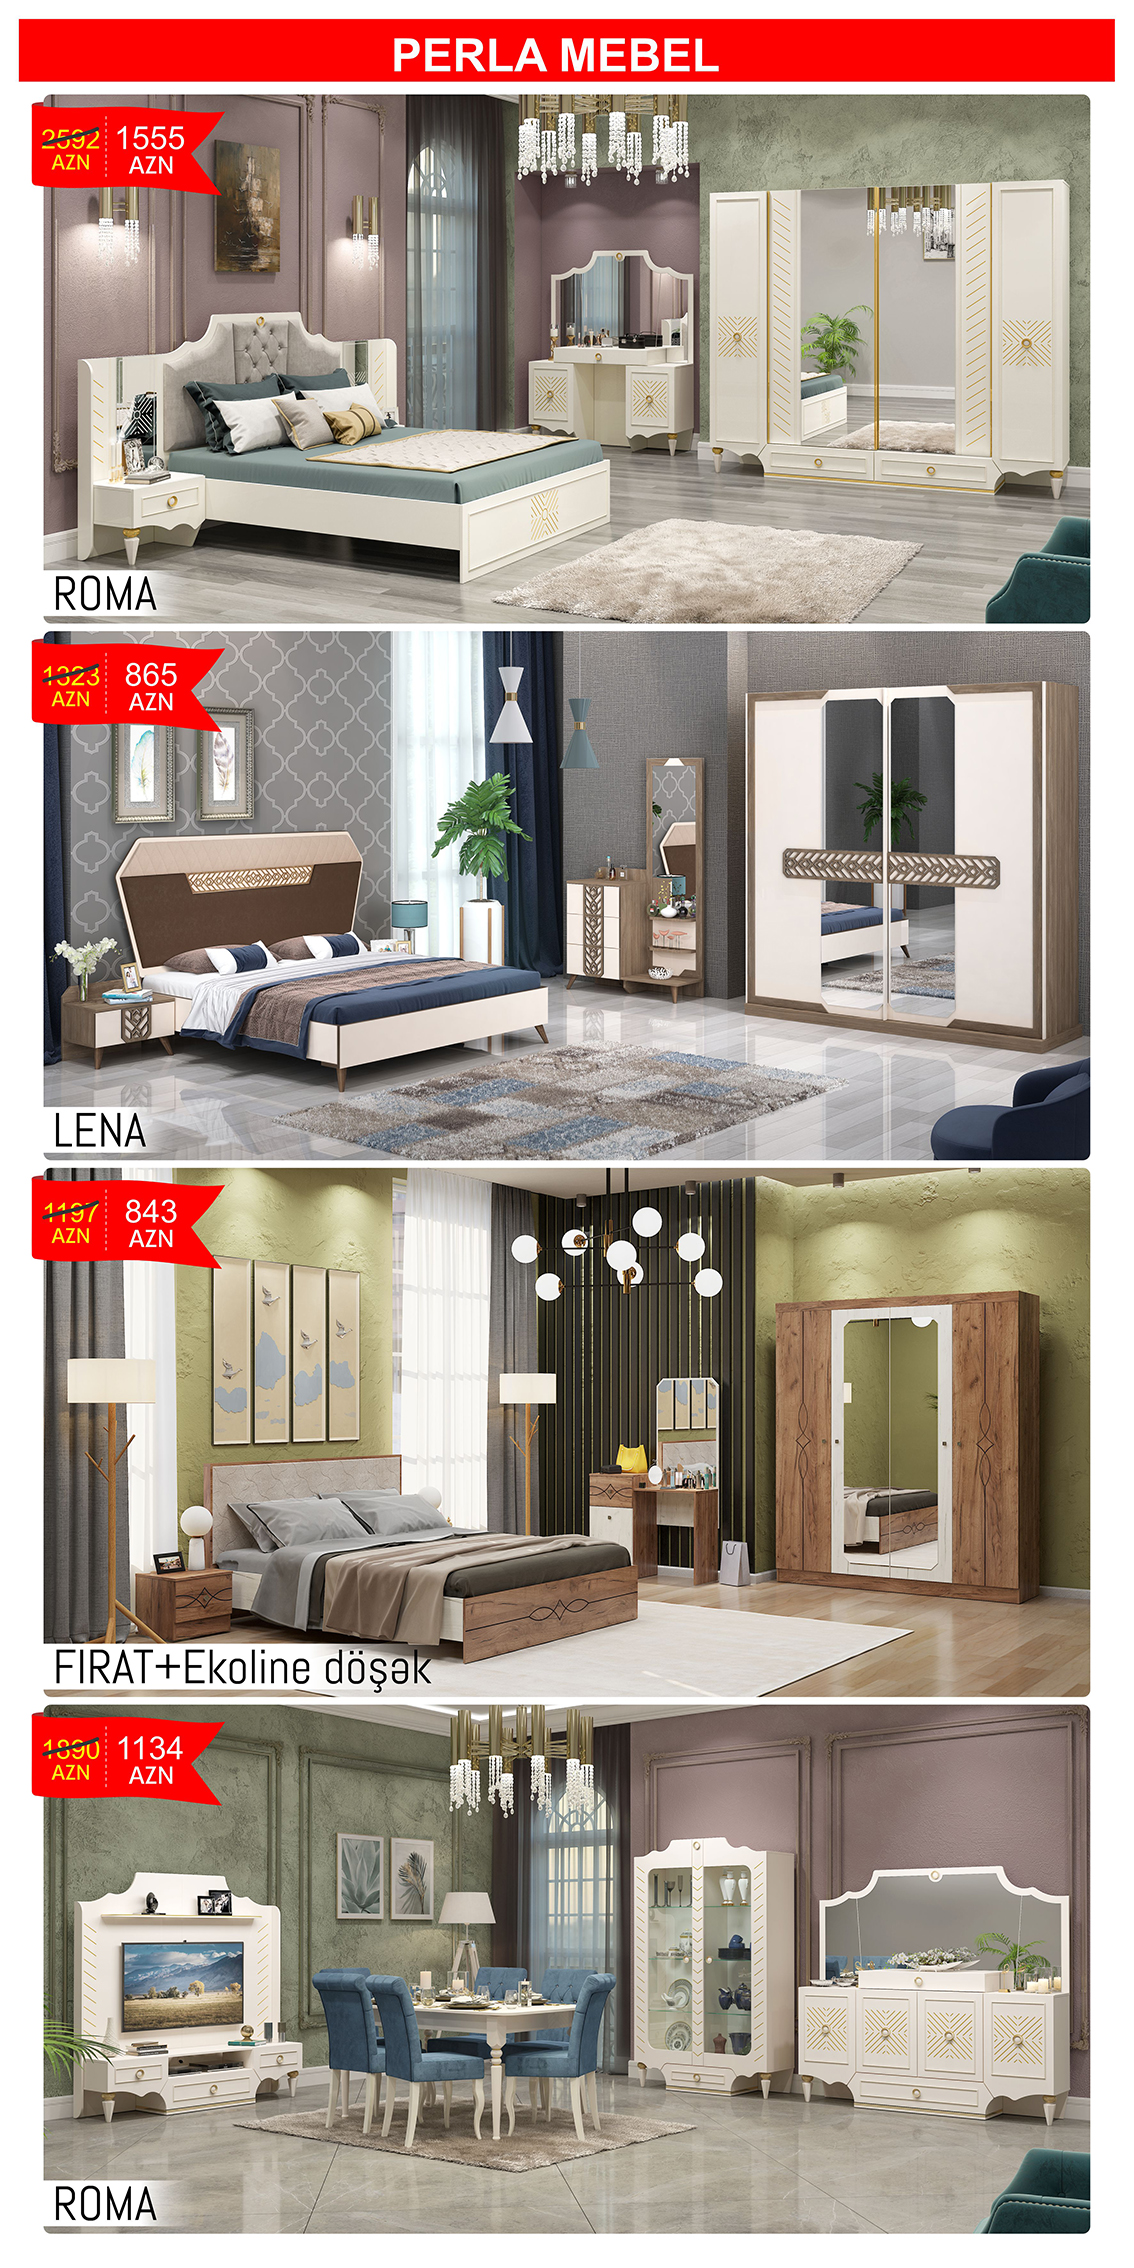 PERLA MEBEL
2592 1555
AZN AZN
ROMA
1323 865
AZN AZN
LENA
1197 843
AZN AZN
FIRAT+Ekoline döşək
1890 1134
AZN AZN
ROMA